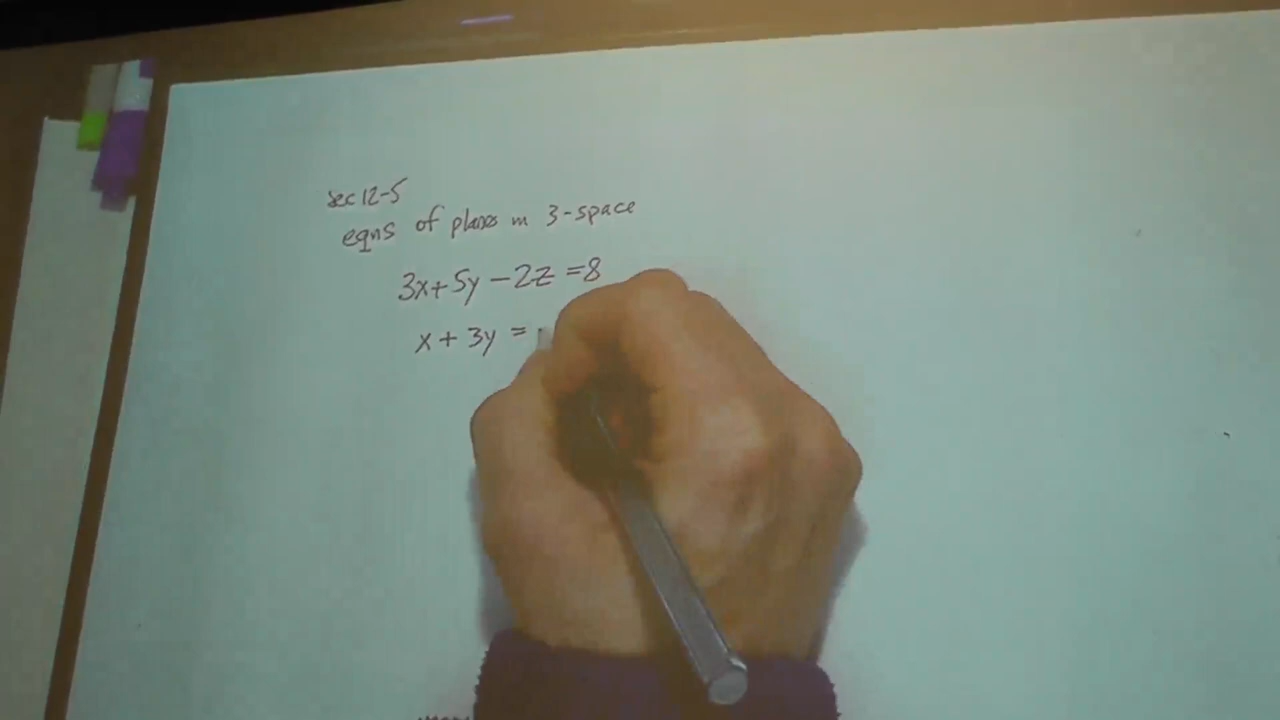 sec 12-5
eqns of planes in 3-space
3x+5y-2z=8
x+3y=